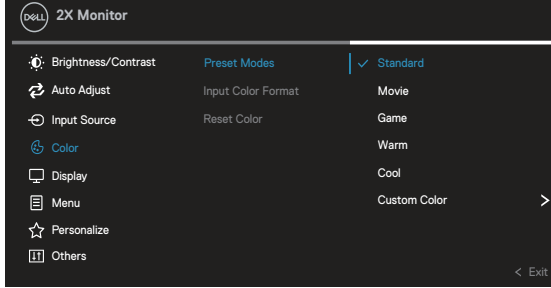 DELL 2X Monitor
Brightness/Contrast Preset Modes Standard
Auto Adjust Input Color Format Movie
Input Source Reset Color Game
Color Warm
Display Cool
Menu Custom Color >
Personalize
Others
< Exit